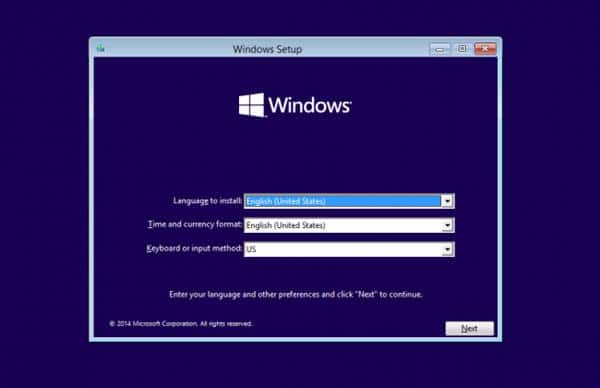 Windows Setup
Windows
Language to install: English (United States)
Time and currency format: English (United States)
Keyboard or input method: US
Enter your language and other preferences and click "Next" to continue.
© 2014 Microsoft Corporation. All rights reserved.
Next